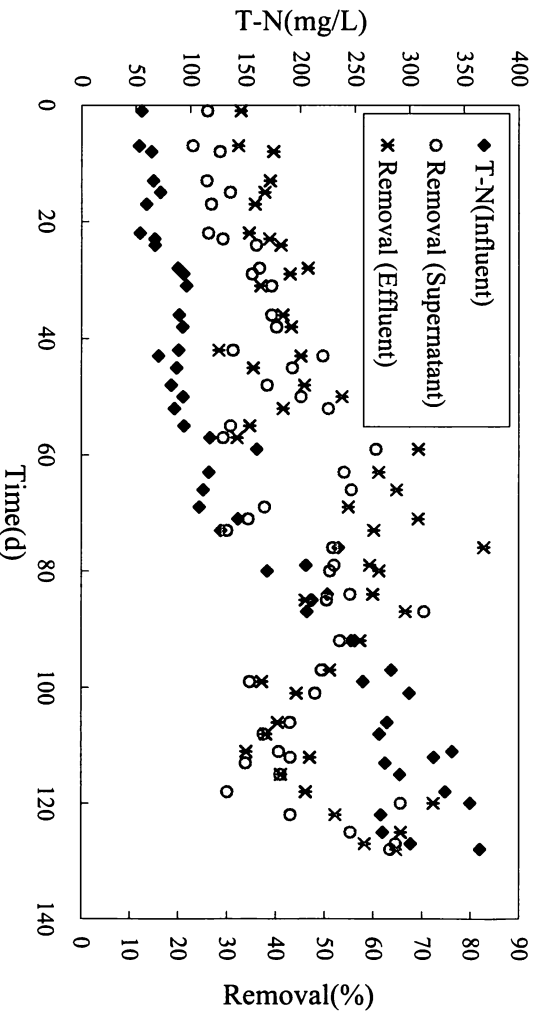 T-N(mg/L)
0 50 100 150 200 250 300 350 400
T-N(Influent)
Removal (Supernatant)
Removal (Effluent)
0 20 40 60 80 100 120 140
Time(d)
0 10 20 30 40 50 60 70 80 90
Removal(%)